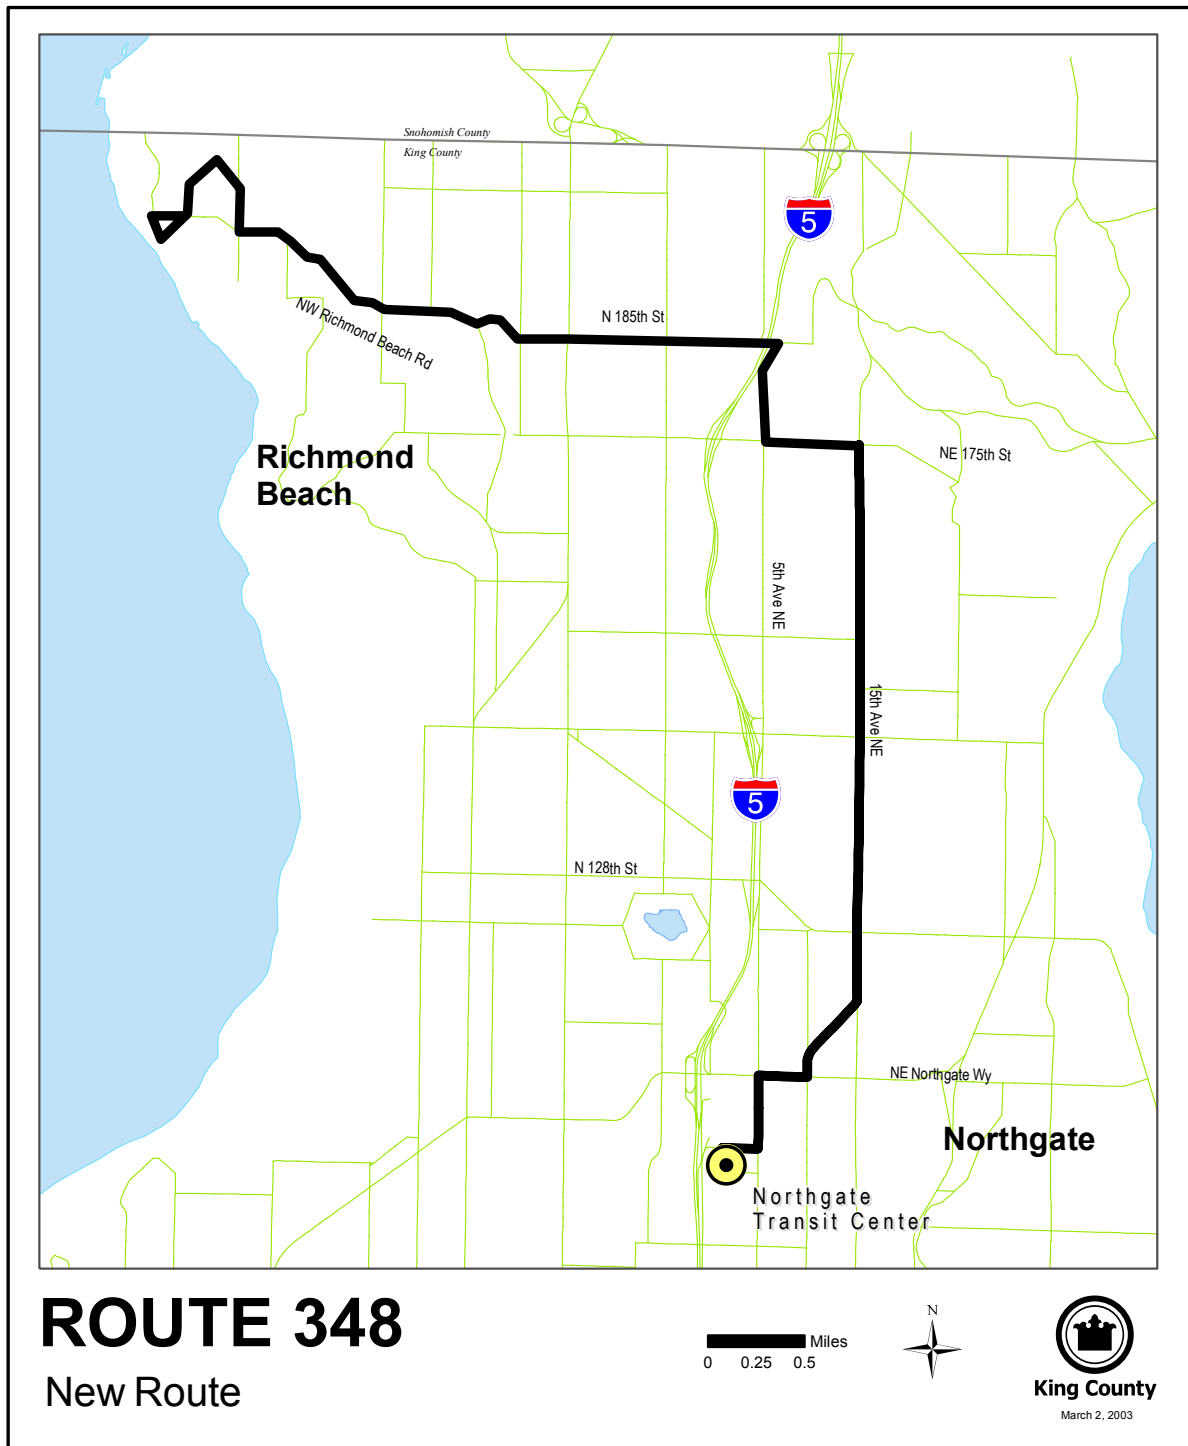 Snohomish County
King County
5
N 185th St
NW Richmond Beach Rd
Richmond
Beach
NE 175th St
5th Ave NE
15th Ave NE
5
N 128th St
NE Northgate Wy
Northgate
Northgate
Transit Center
ROUTE 348
New Route
Miles
0 0.25 0.5
N
King County
March 2, 2003